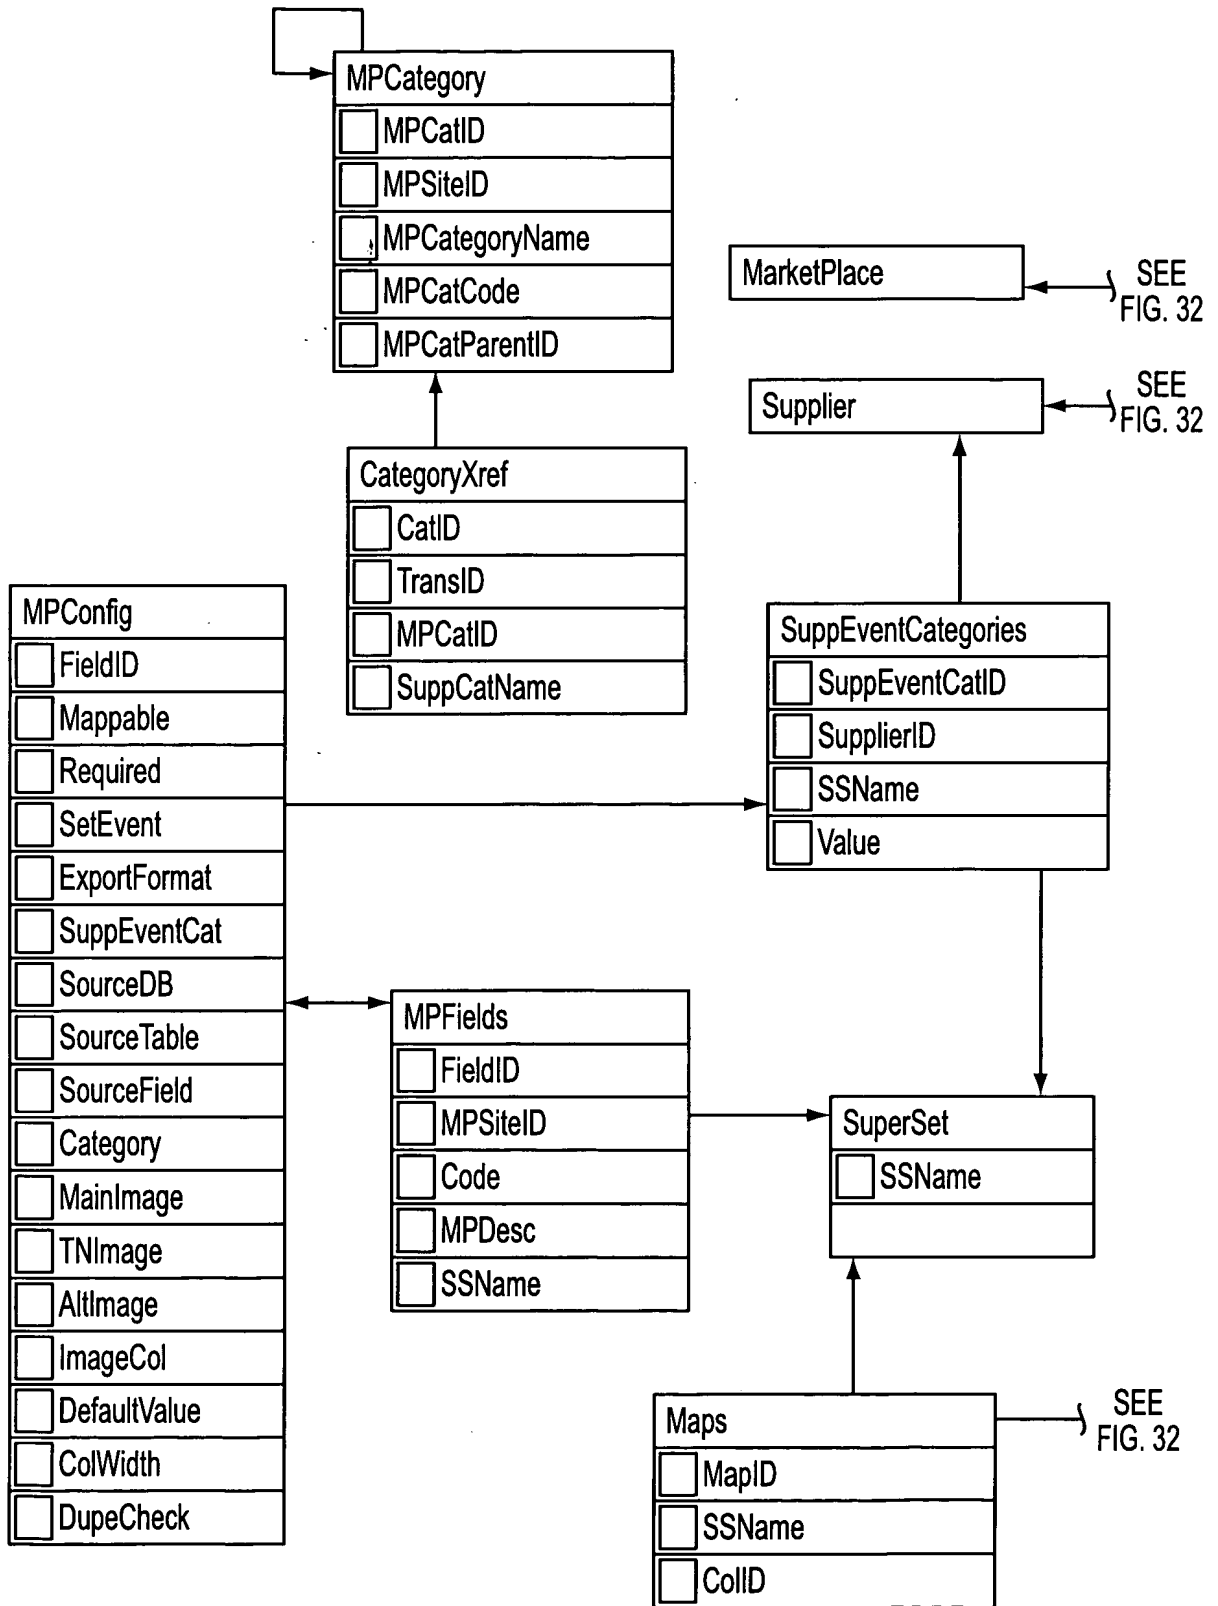 MPCategory
MPCatID
MPSiteID
MPCategoryName
MPCatCode
MPCatParentID
MarketPlace
SEE
FIG. 32
Supplier
SEE
FIG. 32
CategoryXref
CatID
TransID
MPCatID
SuppCatName
MPConfig
FieldID
Mappable
Required
SetEvent
ExportFormat
SuppEventCat
SourceDB
SourceTable
SourceField
Category
MainImage
TNImage
AltImage
ImageCol
DefaultValue
ColWidth
DupeCheck
SuppEventCategories
SuppEventCatID
SupplierID
SSName
Value
MPFields
FieldID
MPSiteID
Code
MPDesc
SSName
SuperSet
SSName
Maps
MapID
SSName
ColID
SEE
FIG. 32